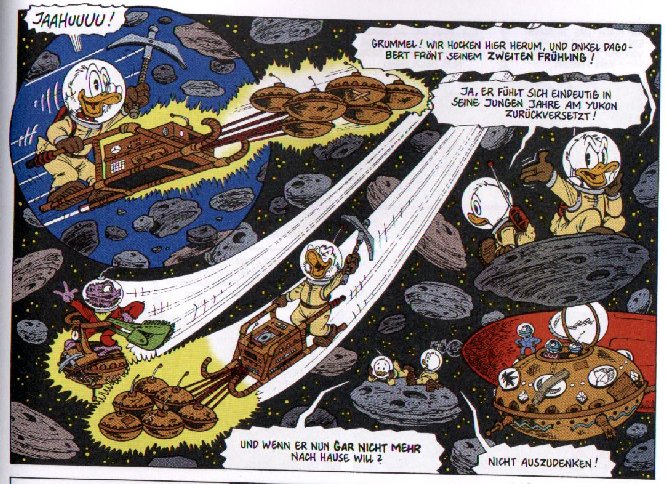 JAAHUUUU!
GRUMMEL! WIR HOCKEN HIER HERUM, UND ONKEL DAGO-
BERT FRÖNT SEINEM ZWEITEN FRÜHLING!
JA, ER FÜHLT SICH EINDEUTIG IN
SEINE JUNGEN JAHRE AM YUKON
ZURÜCKVERSETZT!
UND WENN ER NUN GAR NICHT MEHR
NACH HAUSE WILL?
NICHT AUSZUDENKEN!